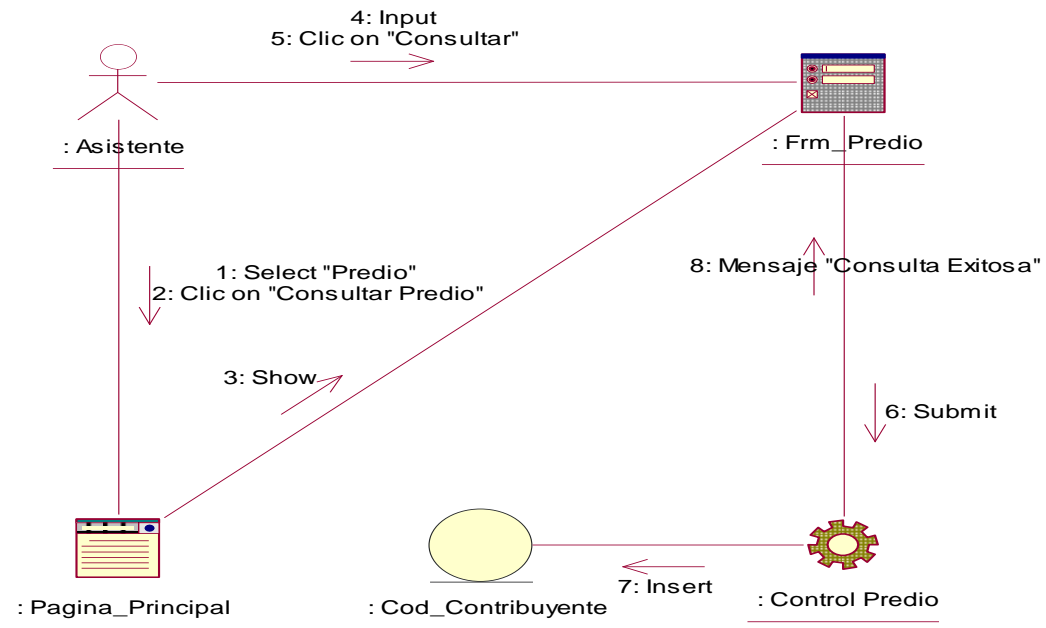 4: Input
5: Clic on "Consultar"
: Asistente
: Frm_Predio
1: Select "Predio"
2: Clic on "Consultar Predio"
8: Mensaje "Consulta Exitosa"
3: Show
6: Submit
7: Insert
: Pagina_Principal
: Cod_Contribuyente
: Control Predio